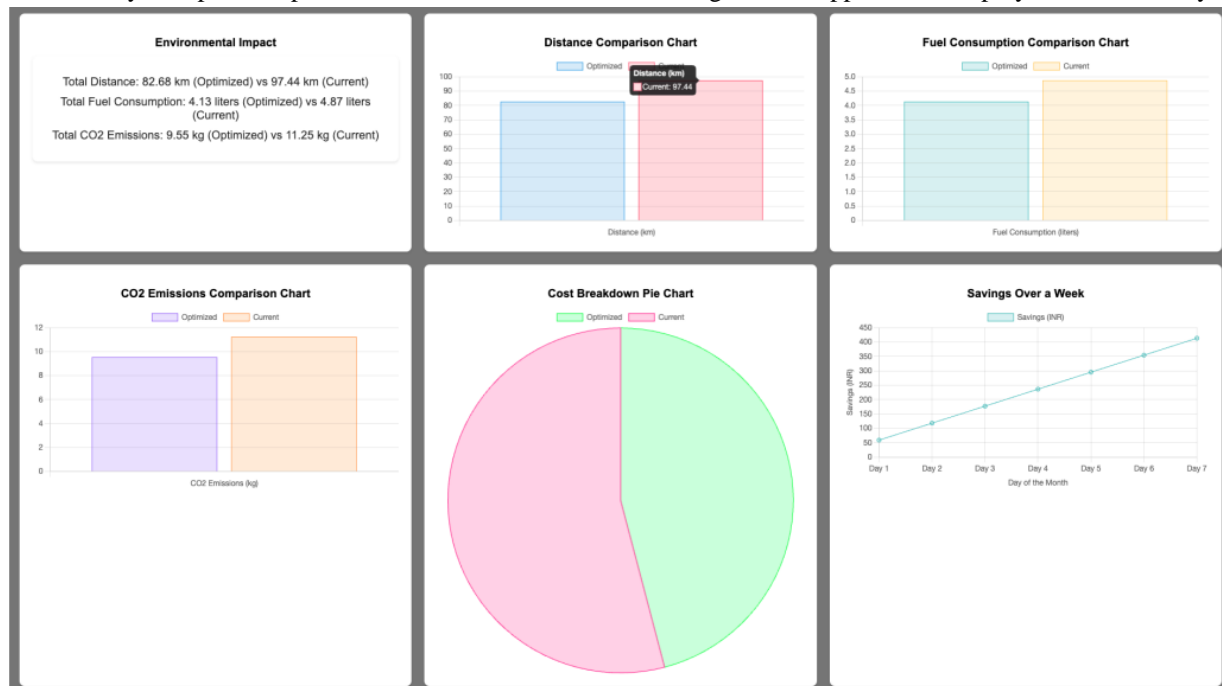 Environmental Impact
Total Distance: 82.68 km (Optimized) vs 97.44 km (Current)
Total Fuel Consumption: 4.13 liters (Optimized) vs 4.87 liters
(Current)
Total CO2 Emissions: 9.55 kg (Optimized) vs 11.25 kg (Current)
Distance Comparison Chart
Optimized
Distance (km)
Current: 97.44
100
90
80
70
60
50
40
30
20
10
0
Distance (km)
Fuel Consumption Comparison Chart
Optimized Current
5.0
4.5
4.0
3.5
3.0
2.5
2.0
1.5
1.0
0.5
0
Fuel Consumption (liters)
CO2 Emissions Comparison Chart
Optimized Current
12
10
8
6
4
2
0
CO2 Emissions (kg)
Cost Breakdown Pie Chart
Optimized Current
Savings Over a Week
Savings (INR)
450
400
350
300
250
200
150
100
50
0
Savings (INR)
Day 1 Day 2 Day 3 Day 4 Day 5 Day 6 Day 7
Day of the Month